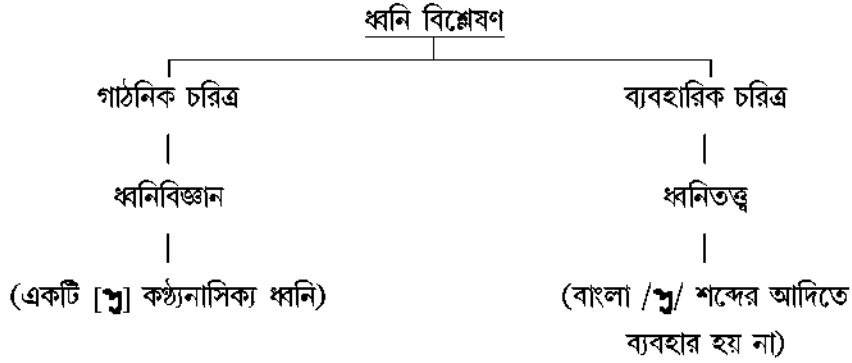 ধ্বনি বিশ্লেষণ
গাঠনিক চরিত্র
ব্যবহারিক চরিত্র
ধ্বনিবিজ্ঞান
ধ্বনিতত্ত্ব
(একটি কণ্ঠ্যনাসিক্য ধ্বনি)
(বাংলা শব্দের আদিতে
ব্যবহার হয় না)